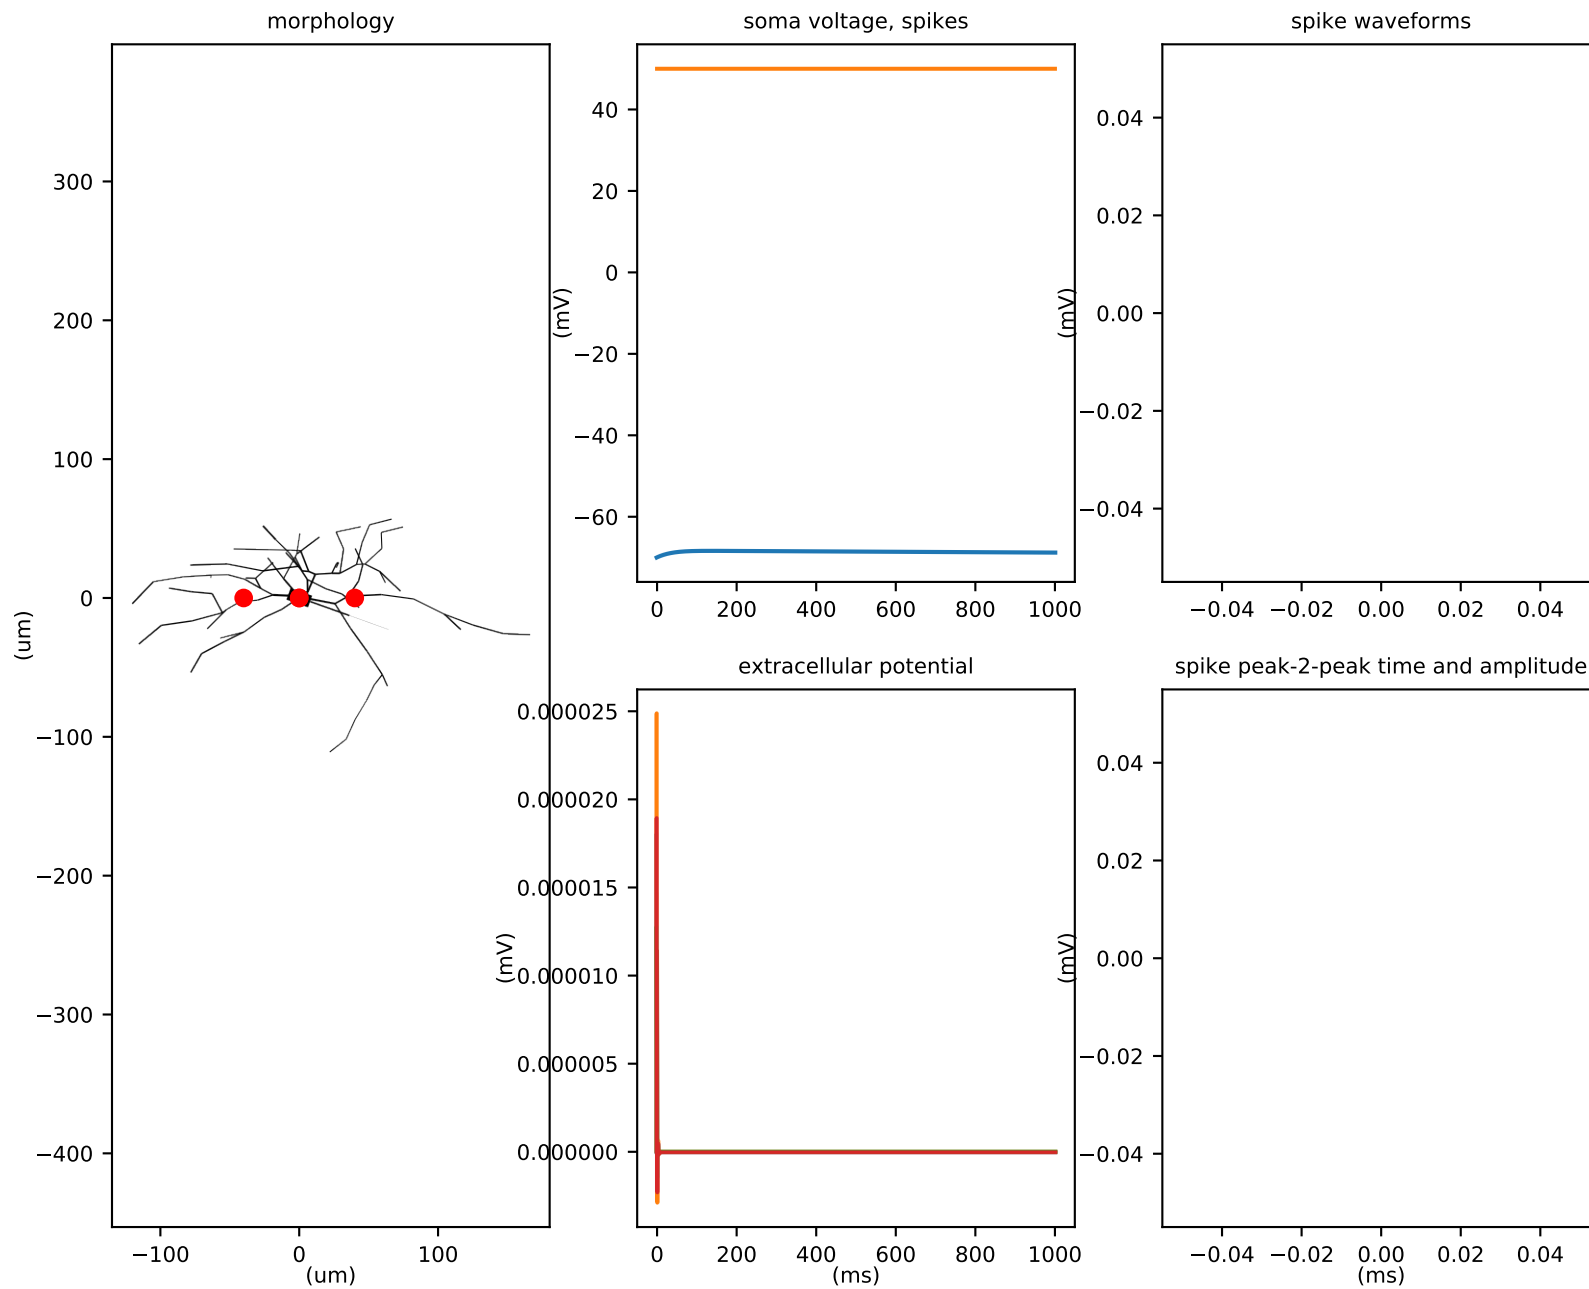 morphology
300
200
100
0
−100
−200
−300
−400
(um)
−100 0 100
(um)
soma voltage, spikes
40
20
0
−20
−40
−60
(mV)
0 200 400 600 800 1000
spike waveforms
0.04
0.02
0.00
−0.02
−0.04
(mV)
−0.04 −0.02 0.00 0.02 0.04
extracellular potential
0.000025
0.000020
0.000015
0.000010
0.000005
0.000000
(mV)
0 200 400 600 800 1000
(ms)
spike peak-2-peak time and amplitude
0.04
0.02
0.00
−0.02
−0.04
(mV)
−0.04 −0.02 0.00 0.02 0.04
(ms)